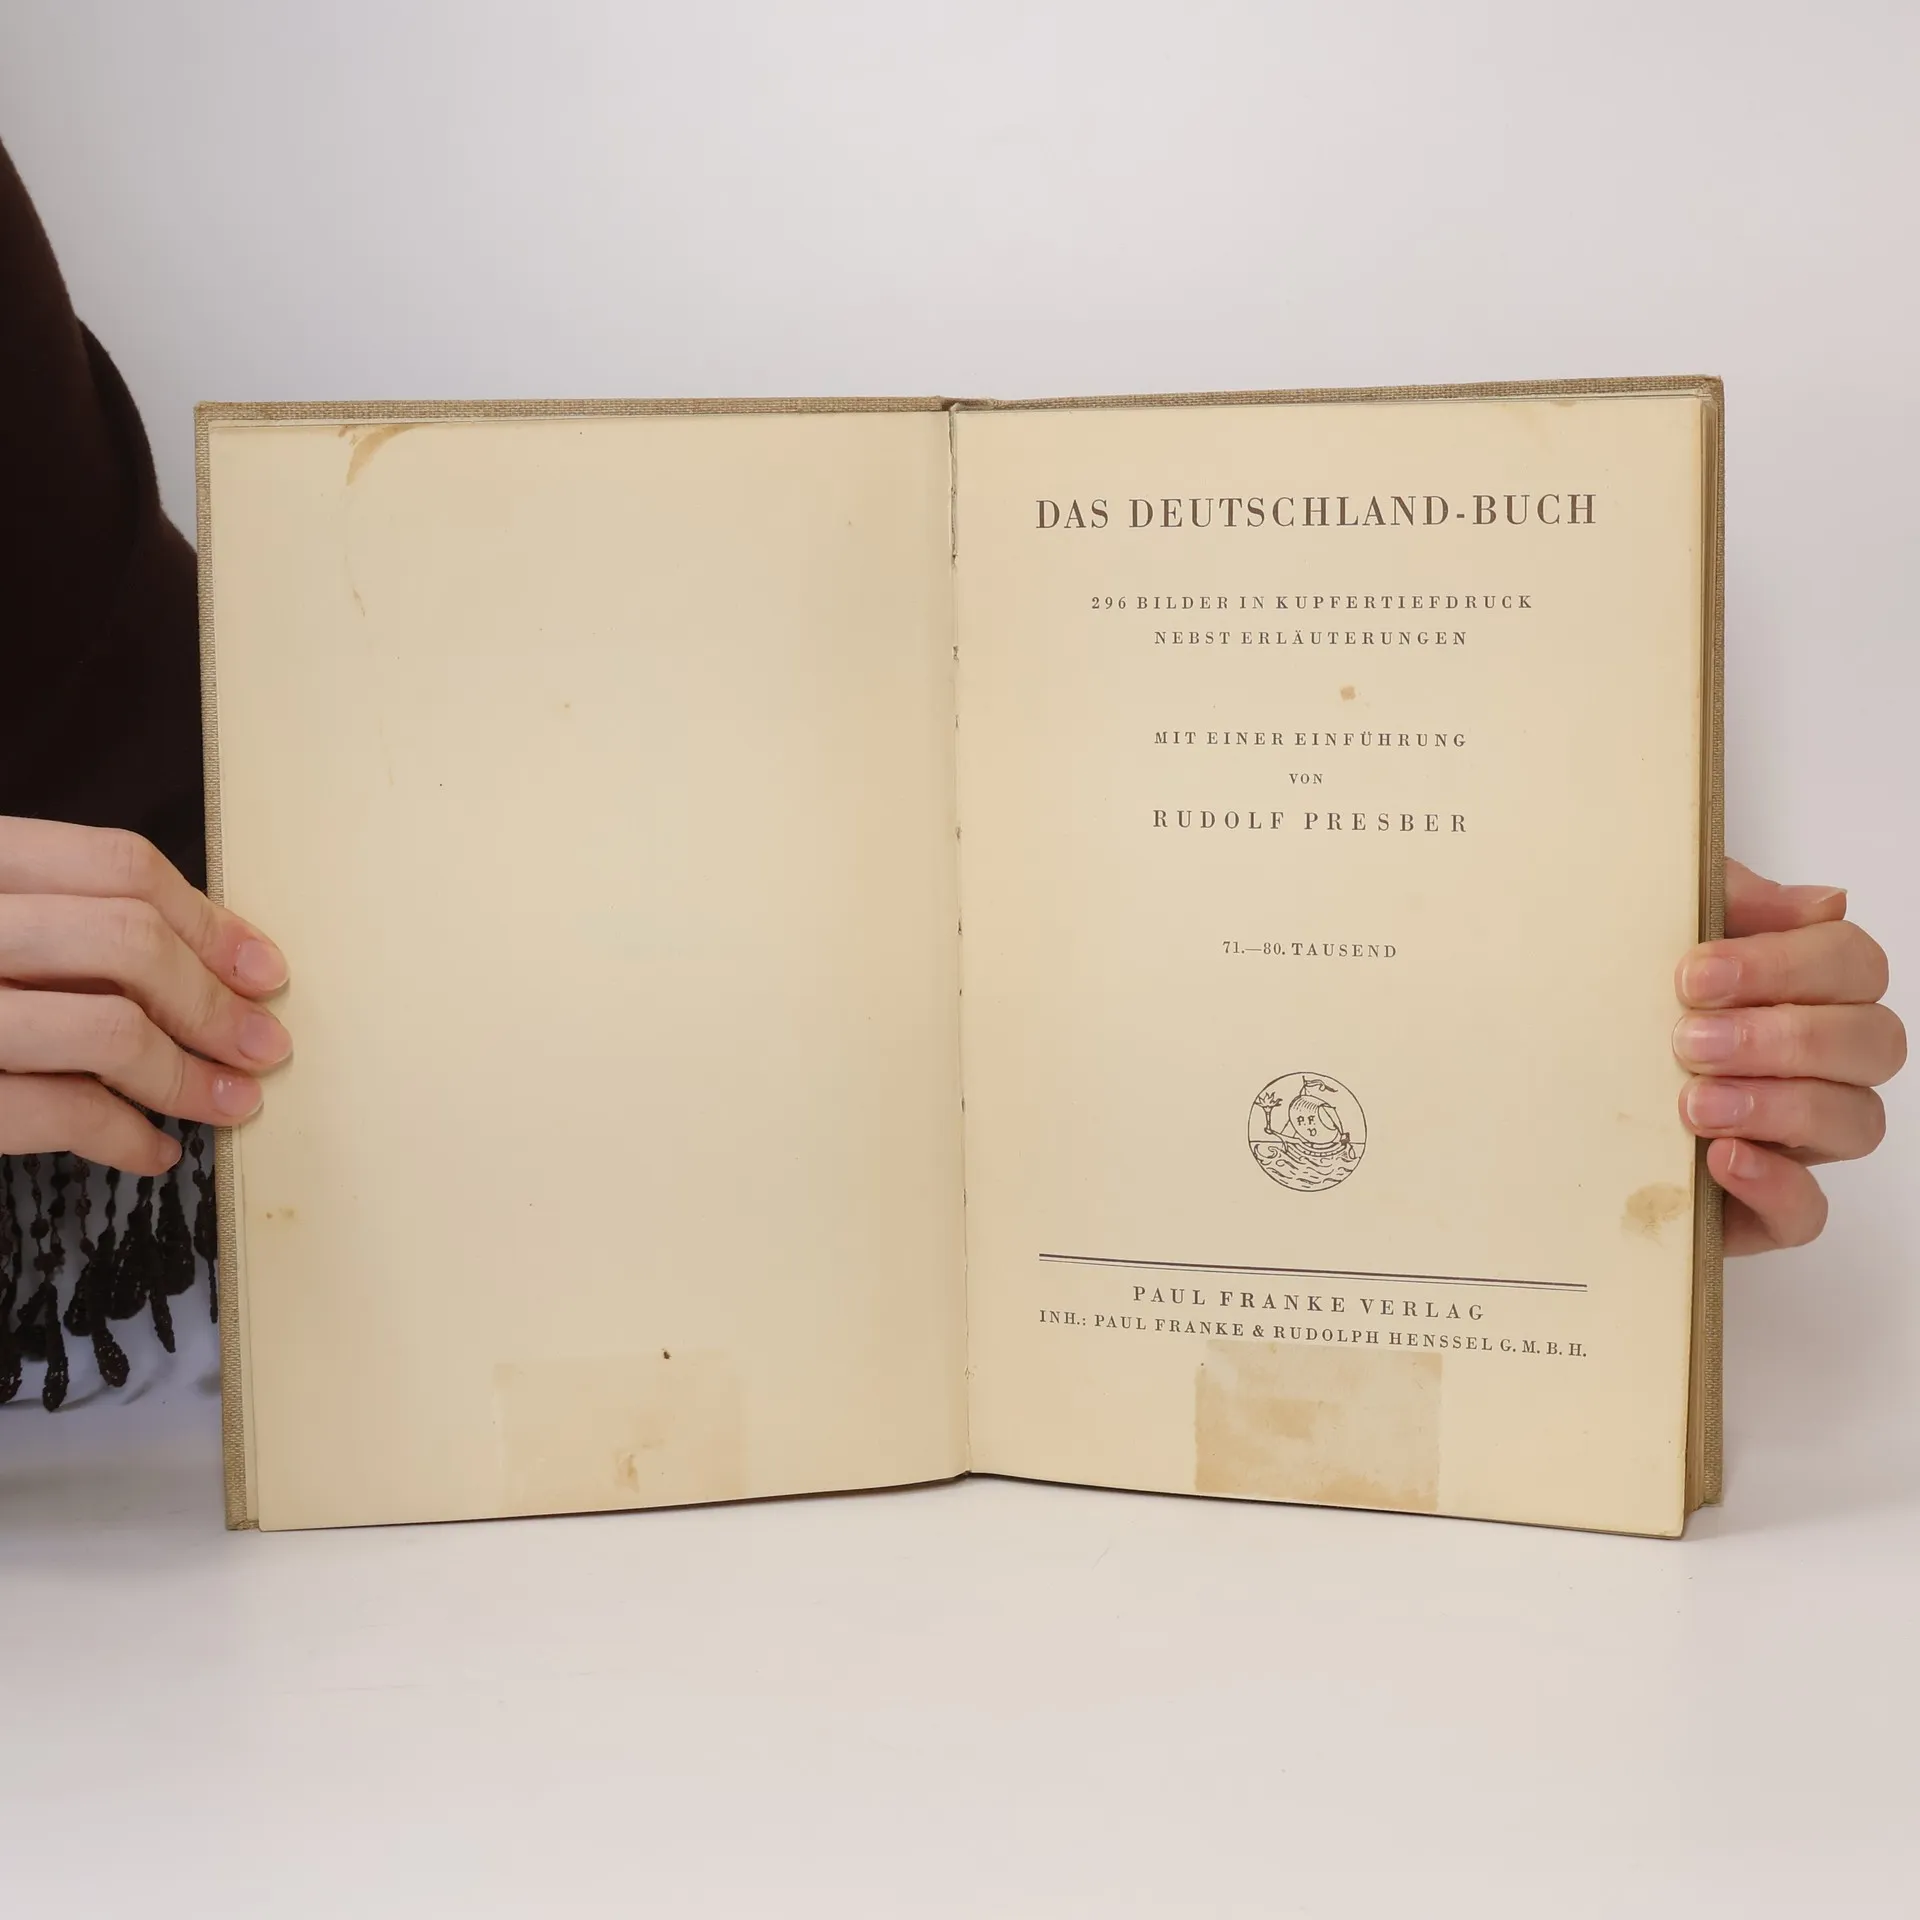 DAS DEUTSCHLAND-BUCH
296 BILDER IN KUPFERTIEFDRUCK
NEBST ERLÄUTERUNGEN
MIT EINER EINFÜHRUNG
VON
RUDOLF PRESBER
71.—80. TAUSEND
P. F.
V
PAUL FRANKE VERLAG
INH.: PAUL FRANKE & RUDOLPH HENSSEL G. M. B. H.